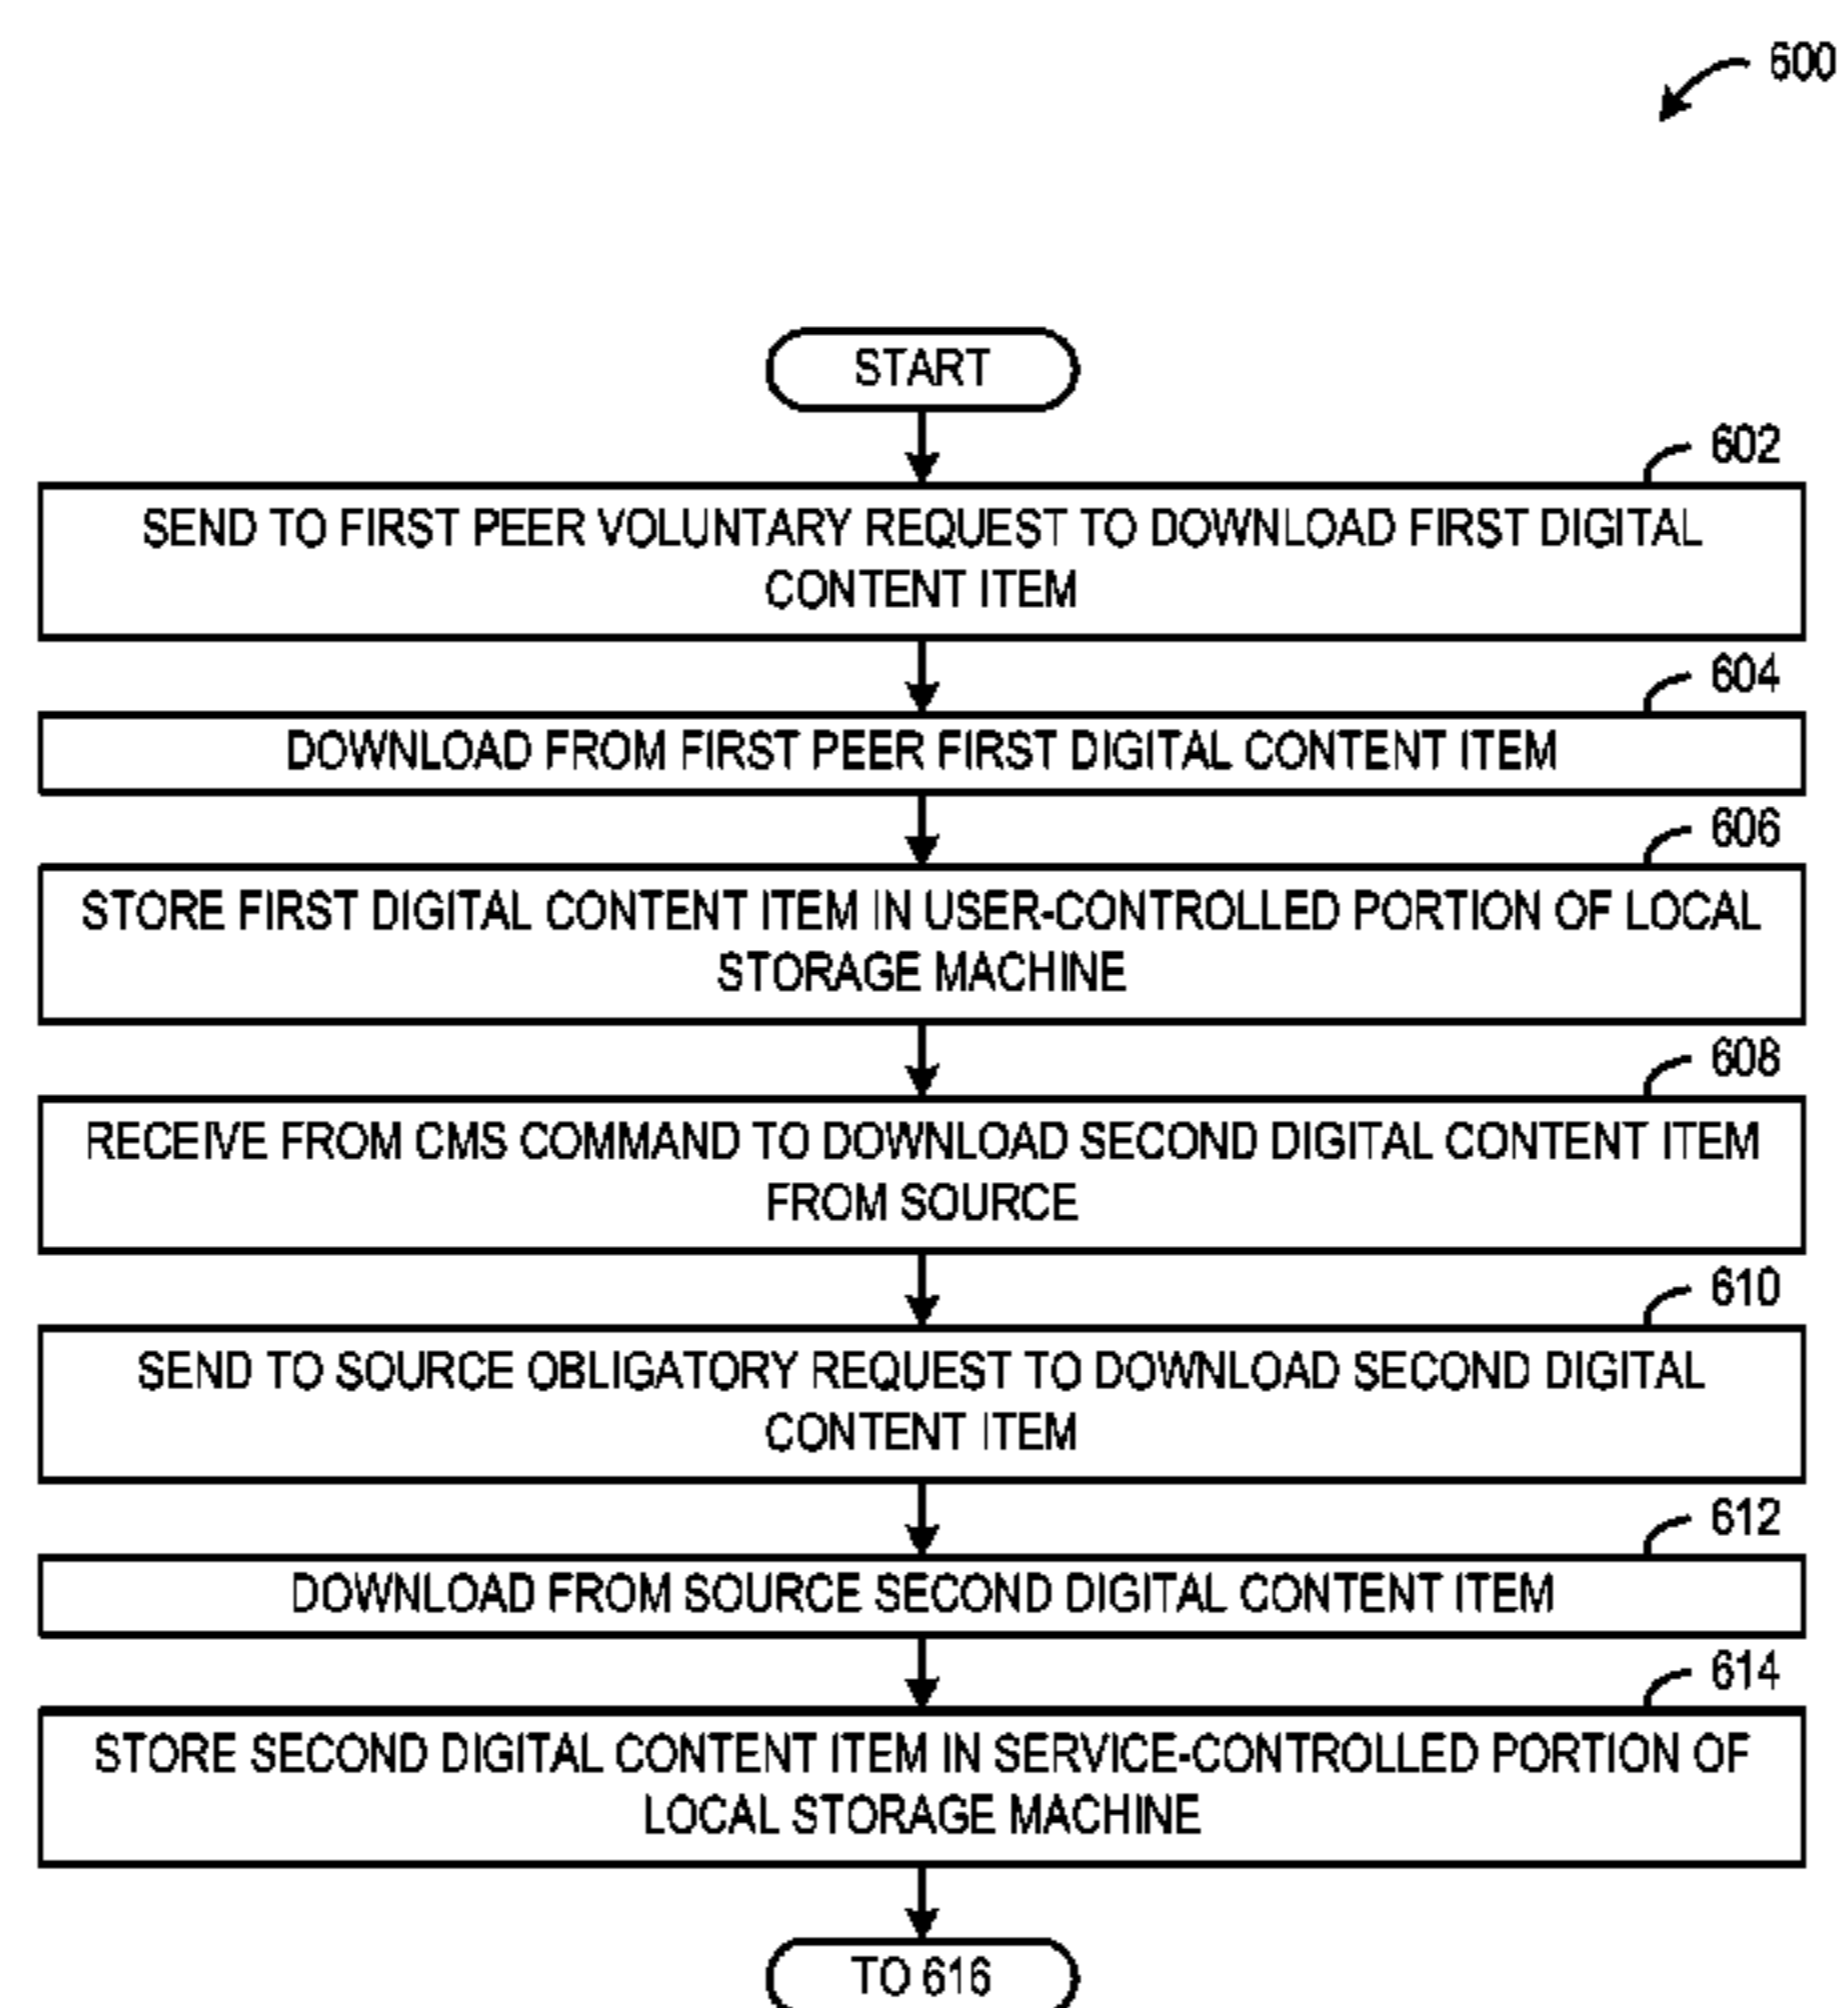 600
START
602
SEND TO FIRST PEER VOLUNTARY REQUEST TO DOWNLOAD FIRST DIGITAL
CONTENT ITEM
604
DOWNLOAD FROM FIRST PEER FIRST DIGITAL CONTENT ITEM
606
STORE FIRST DIGITAL CONTENT ITEM IN USER-CONTROLLED PORTION OF LOCAL
STORAGE MACHINE
608
RECEIVE FROM CMS COMMAND TO DOWNLOAD SECOND DIGITAL CONTENT ITEM
FROM SOURCE
610
SEND TO SOURCE OBLIGATORY REQUEST TO DOWNLOAD SECOND DIGITAL
CONTENT ITEM
612
DOWNLOAD FROM SOURCE SECOND DIGITAL CONTENT ITEM
614
STORE SECOND DIGITAL CONTENT ITEM IN SERVICE-CONTROLLED PORTION OF
LOCAL STORAGE MACHINE
TO 616